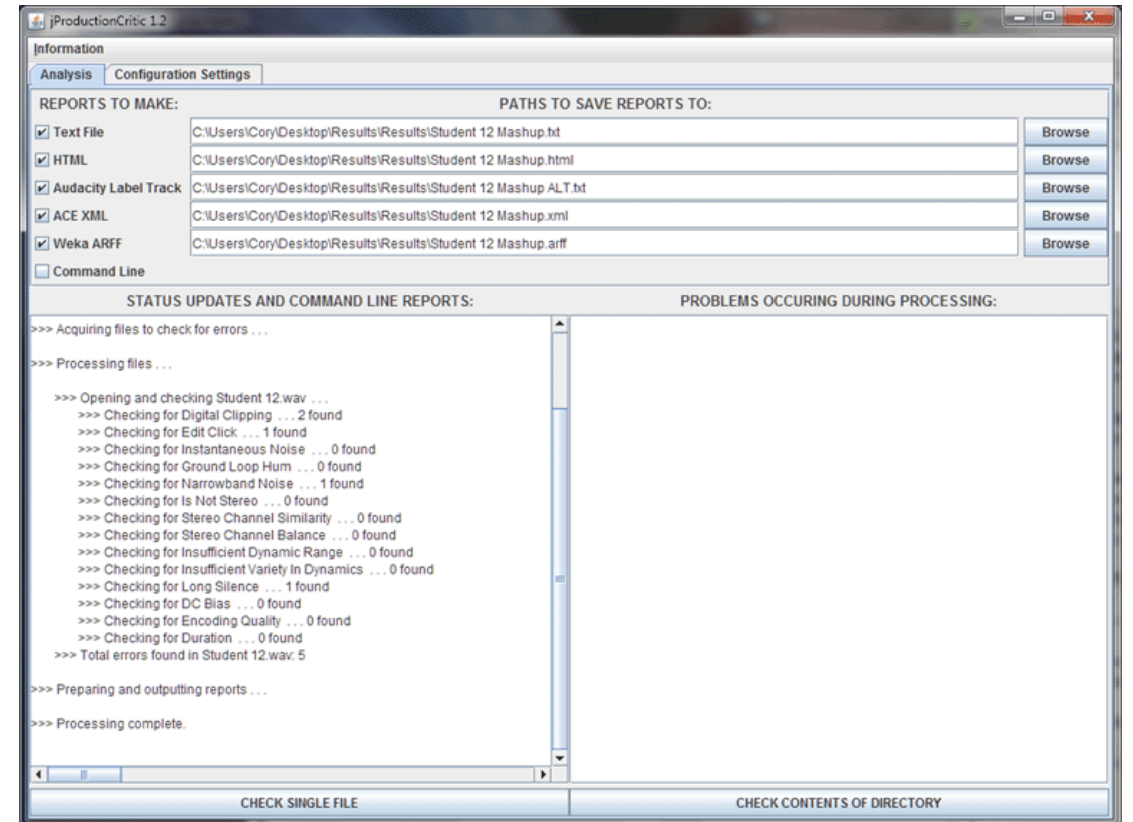 jProductionCritic 1.2
Information
Analysis Configuration Settings
REPORTS TO MAKE: PATHS TO SAVE REPORTS TO:
Text File C:\Users\Cory\Desktop\Results\Results\Student 12 Mashup.txt Browse
HTML C:\Users\Cory\Desktop\Results\Results\Student 12 Mashup.html Browse
Audacity Label Track C:\Users\Cory\Desktop\Results\Results\Student 12 Mashup ALT.txt Browse
ACE XML C:\Users\Cory\Desktop\Results\Results\Student 12 Mashup.xml Browse
Weka ARFF C:\Users\Cory\Desktop\Results\Results\Student 12 Mashup.arff Browse
Command Line
STATUS UPDATES AND COMMAND LINE REPORTS: PROBLEMS OCCURING DURING PROCESSING:
>>> Acquiring files to check for errors . . .
>>> Processing files . . .
>>> Opening and checking Student 12.wav . . .
>>> Checking for Digital Clipping . . . 2 found
>>> Checking for Edit Click . . . 1 found
>>> Checking for Instantaneous Noise . . . 0 found
>>> Checking for Ground Loop Hum . . . 0 found
>>> Checking for Narrowband Noise . . . 1 found
>>> Checking for Is Not Stereo . . . 0 found
>>> Checking for Stereo Channel Similarity . . . 0 found
>>> Checking for Stereo Channel Balance . . . 0 found
>>> Checking for Insufficient Dynamic Range . . . 0 found
>>> Checking for Insufficient Variety In Dynamics . . . 0 found
>>> Checking for Long Silence . . . 1 found
>>> Checking for DC Bias . . . 0 found
>>> Checking for Encoding Quality . . . 0 found
>>> Checking for Duration . . . 0 found
>>> Total errors found in Student 12.wav: 5
>>> Preparing and outputting reports . . .
>>> Processing complete.
CHECK SINGLE FILE CHECK CONTENTS OF DIRECTORY